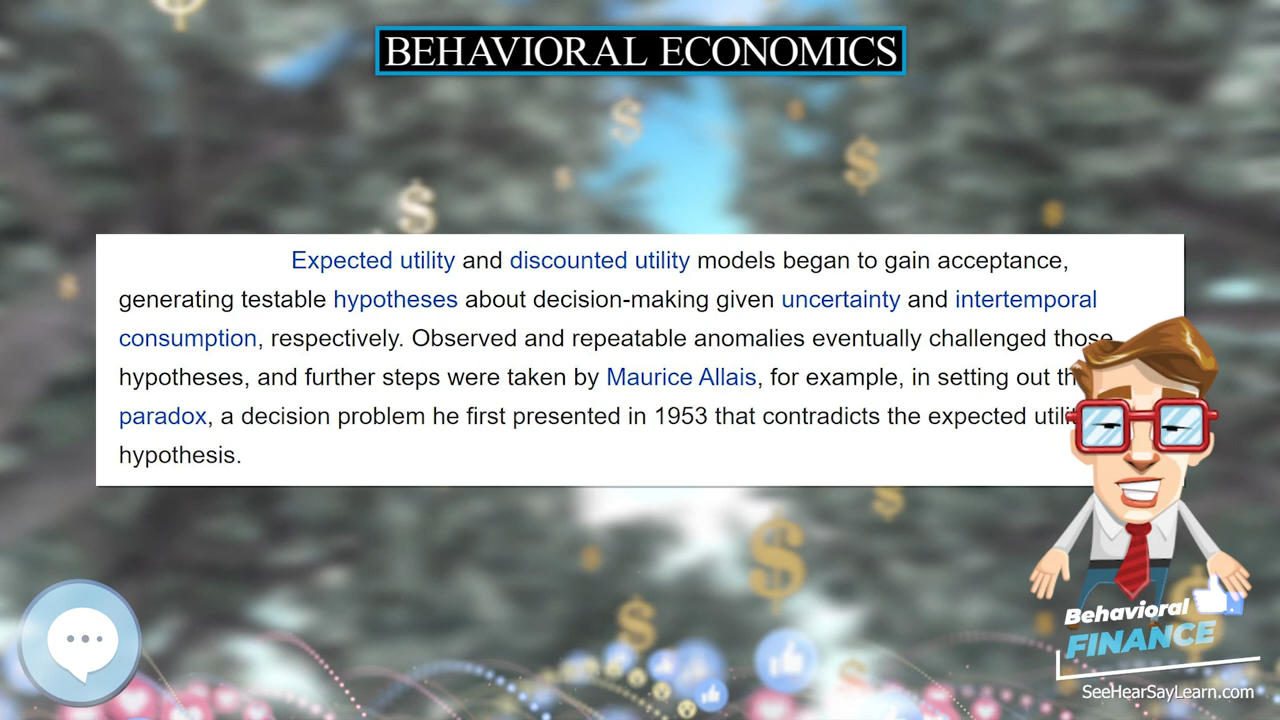 BEHAVIORAL ECONOMICS
Expected utility and discounted utility models began to gain acceptance,
generating testable hypotheses about decision-making given uncertainty and intertemporal
consumption, respectively. Observed and repeatable anomalies eventually challenged those
hypotheses, and further steps were taken by Maurice Allais, for example, in setting out
paradox, a decision problem he first presented in 1953 that contradicts the expected
hypothesis.
Behavioral
FINANCE
SeeHearSayLearn.com